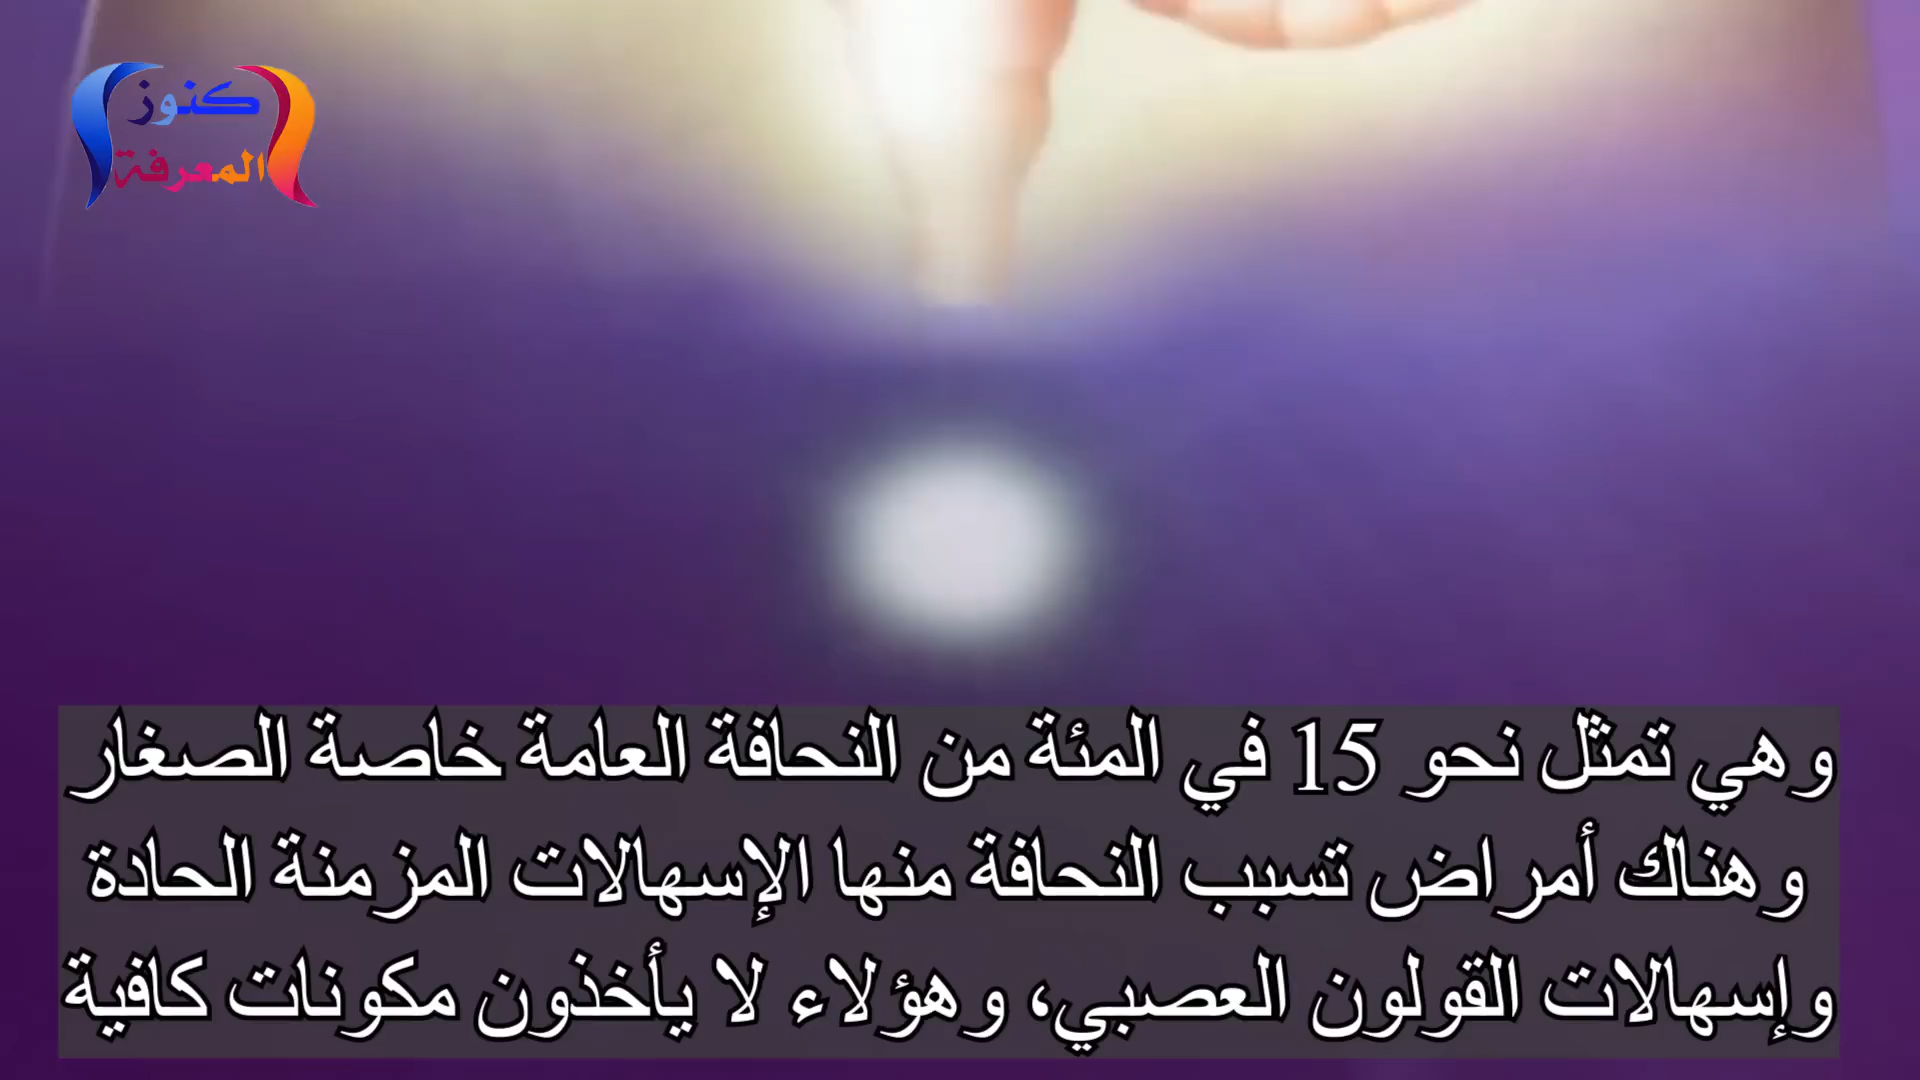 كنوز
المعرفة
وهي تمثل نحو 15 في المئة من النحافة العامة خاصة الصغار
وهناك أمراض تسبب النحافة منها الإسهالات المزمنة الحادة
وإسهالات القولون العصبي، وهؤلاء لا يأخذون مكونات كافية